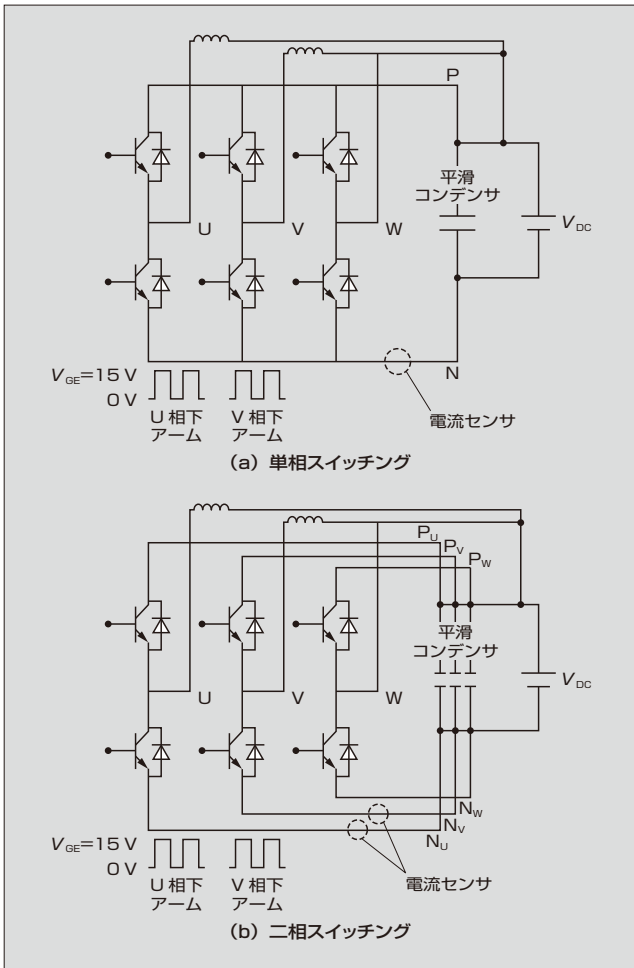 P
平滑
コンデンサ
V_DC
U
V
W
V_GE=15 V
0 V
U 相下
アーム
V 相下
アーム
N
電流センサ
(a) 単相スイッチング
P_U
P_V
P_W
平滑
コンデンサ
V_DC
U
V
W
N_W
N_V
N_U
V_GE=15 V
0 V
U 相下
アーム
V 相下
アーム
電流センサ
(b) 二相スイッチング